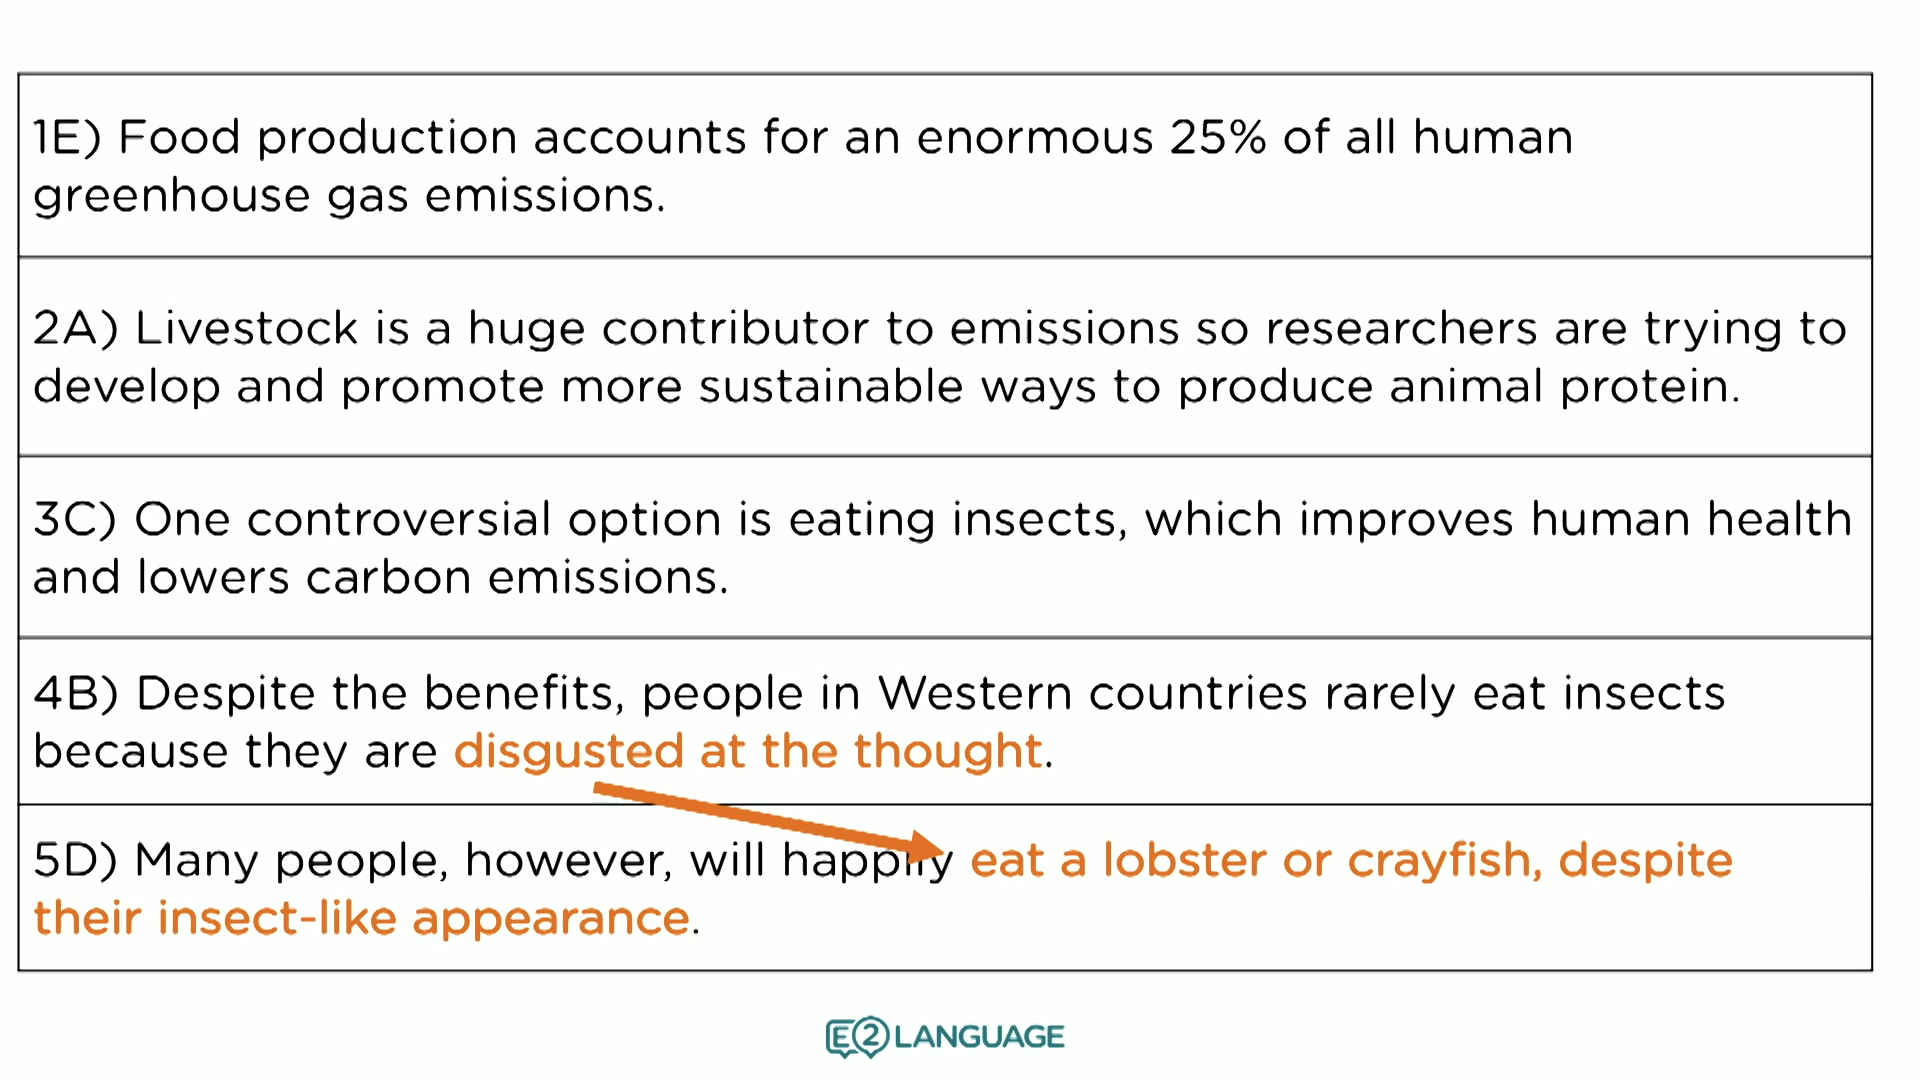 1E) Food production accounts for an enormous 25% of all human
greenhouse gas emissions.
2A) Livestock is a huge contributor to emissions so researchers are trying to
develop and promote more sustainable ways to produce animal protein.
3C) One controversial option is eating insects, which improves human health
and lowers carbon emissions.
4B) Despite the benefits, people in Western countries rarely eat insects
because they are disgusted at the thought.
5D) Many people, however, will happily eat a lobster or crayfish, despite
their insect-like appearance.
E2 LANGUAGE